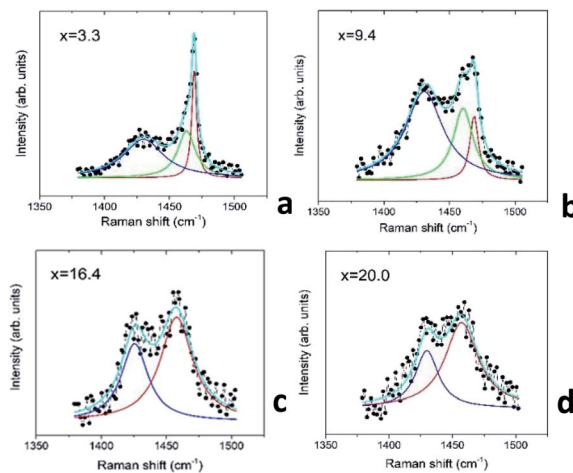 x=3.3
Intensity (arb. units)
1350 1400 1450 1500
Raman shift (cm⁻¹)
a
x=9.4
Intensity (arb. units)
1350 1400 1450 1500
Raman shift (cm⁻¹)
b
x=16.4
Intensity (arb. units)
1350 1400 1450 1500
Raman shift (cm⁻¹)
c
x=20.0
Intensity (arb. units)
1350 1400 1450 1500
Raman shift (cm⁻¹)
d